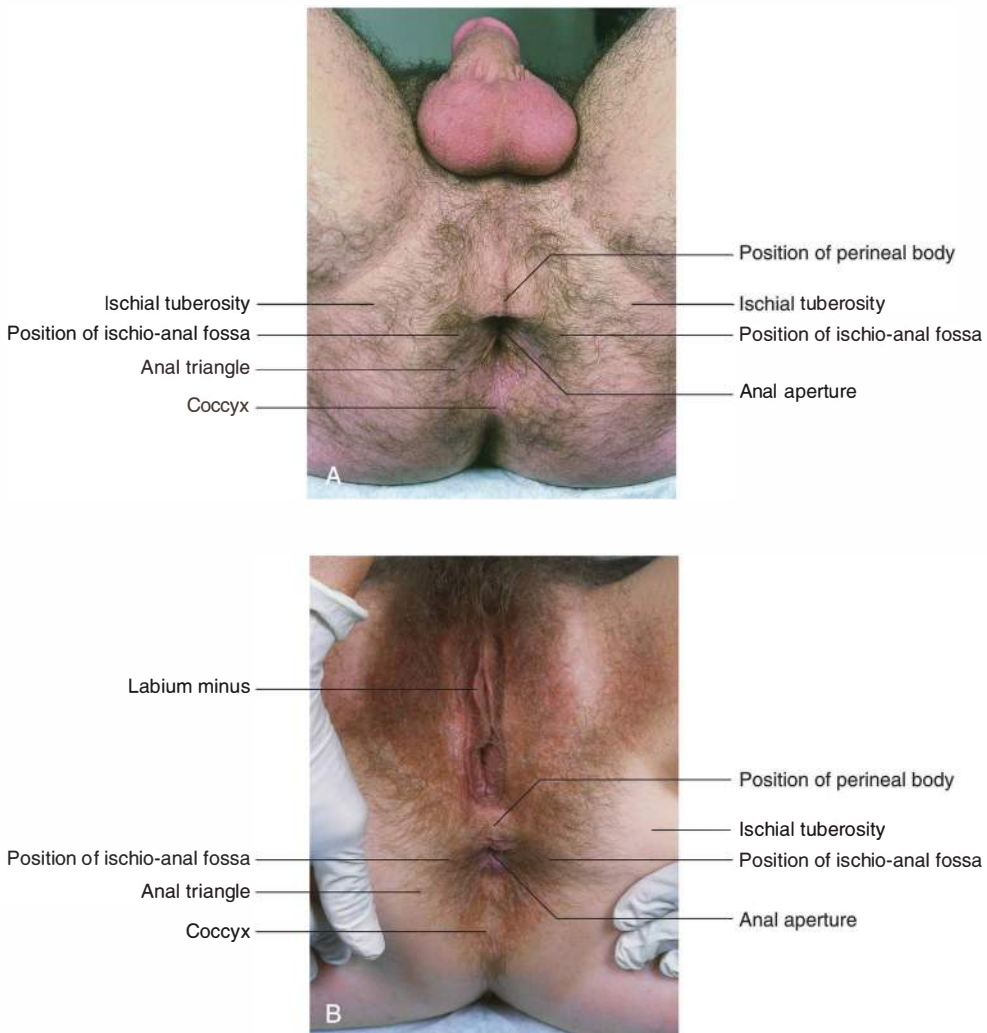 Position of perineal body
Ischial tuberosity
Ischial tuberosity
Position of ischio-anal fossa
Position of ischio-anal fossa
Anal triangle
Anal aperture
Coccyx
A
Labium minus
Position of perineal body
Ischial tuberosity
Position of ischio-anal fossa
Position of ischio-anal fossa
Anal triangle
Anal aperture
Coccyx
B